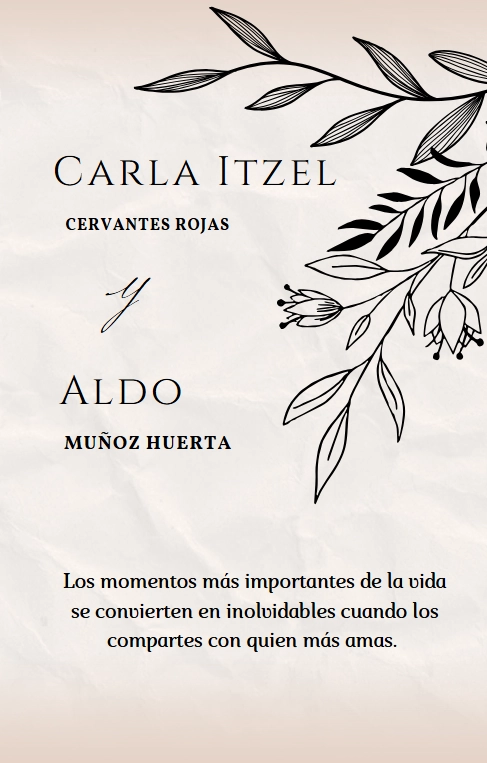 CARLA ITZEL
CERVANTES ROJAS
y
ALDO
MUÑOZ HUERTA
Los momentos más importantes de la vida
se convierten en inolvidables cuando los
compartes con quien más amas.